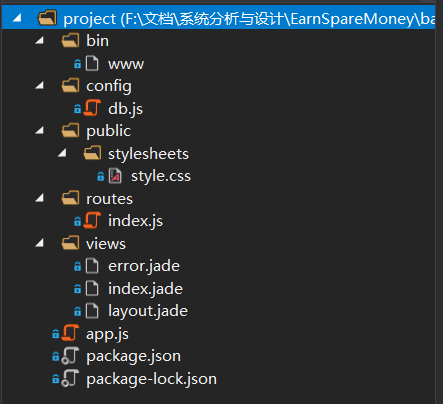 project (F:\文档\系统分析与设计\EarnSpareMoney\ba
bin
www
config
db.js
public
stylesheets
style.css
routes
index.js
views
error.jade
index.jade
layout.jade
app.js
package.json
package-lock.json